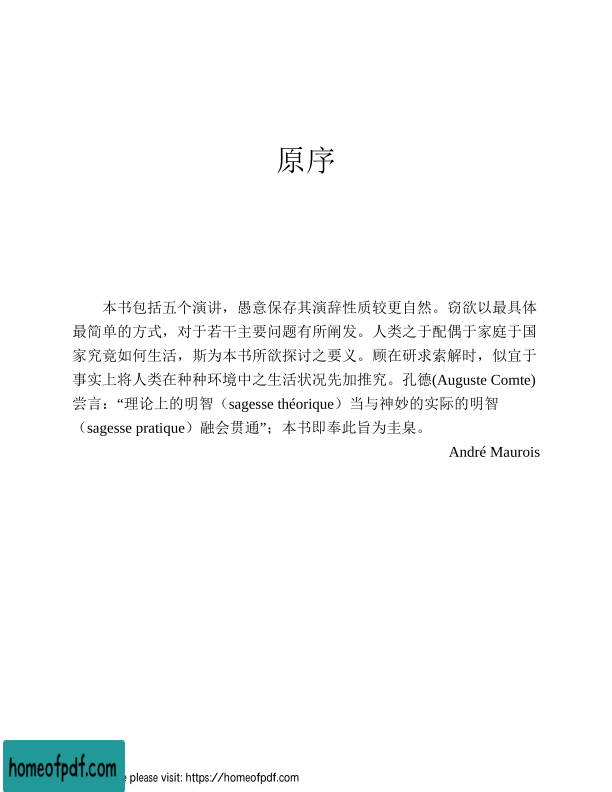 原序
本书包括五个演讲，愚意保存其演辞性质较更自然。窃欲以最具体
最简单的方式，对于若干主要问题有所阐发。人类之于配偶于家庭于国
家究竟如何生活，斯为本书所欲探讨之要义。顾在研求索解时，似宜于
事实上将人类在种种环境中之生活状况先加推究。孔德(Auguste Comte)
尝言：“理论上的明智（sagesse théorique）当与神妙的实际的明智
（sagesse pratique）融会贯通”；本书即奉此旨为圭臬。
André Maurois
homeofpdf.com
please visit: https://homeofpdf.com